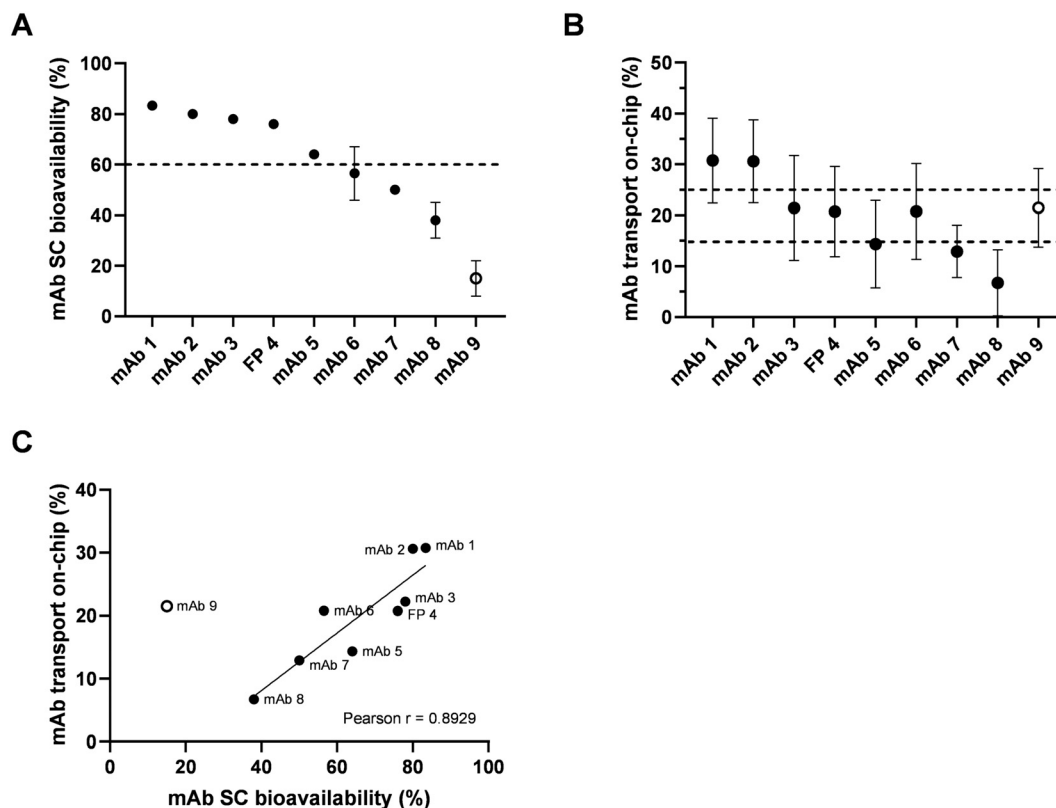 A
mAb SC bioavailability (%)
100
80
60
40
20
0
mAb 1
mAb 2
mAb 3
FP 4
mAb 5
mAb 6
mAb 7
mAb 8
mAb 9
B
mAb transport on-chip (%)
50
40
30
20
10
0
mAb 1
mAb 2
mAb 3
FP 4
mAb 5
mAb 6
mAb 7
mAb 8
mAb 9
C
mAb transport on-chip (%)
40
30
20
10
0
mAb 2
mAb 1
mAb 9
mAb 3
mAb 6
FP 4
mAb 5
mAb 7
mAb 8
Pearson r = 0.8929
0
20
40
60
80
100
mAb SC bioavailability (%)